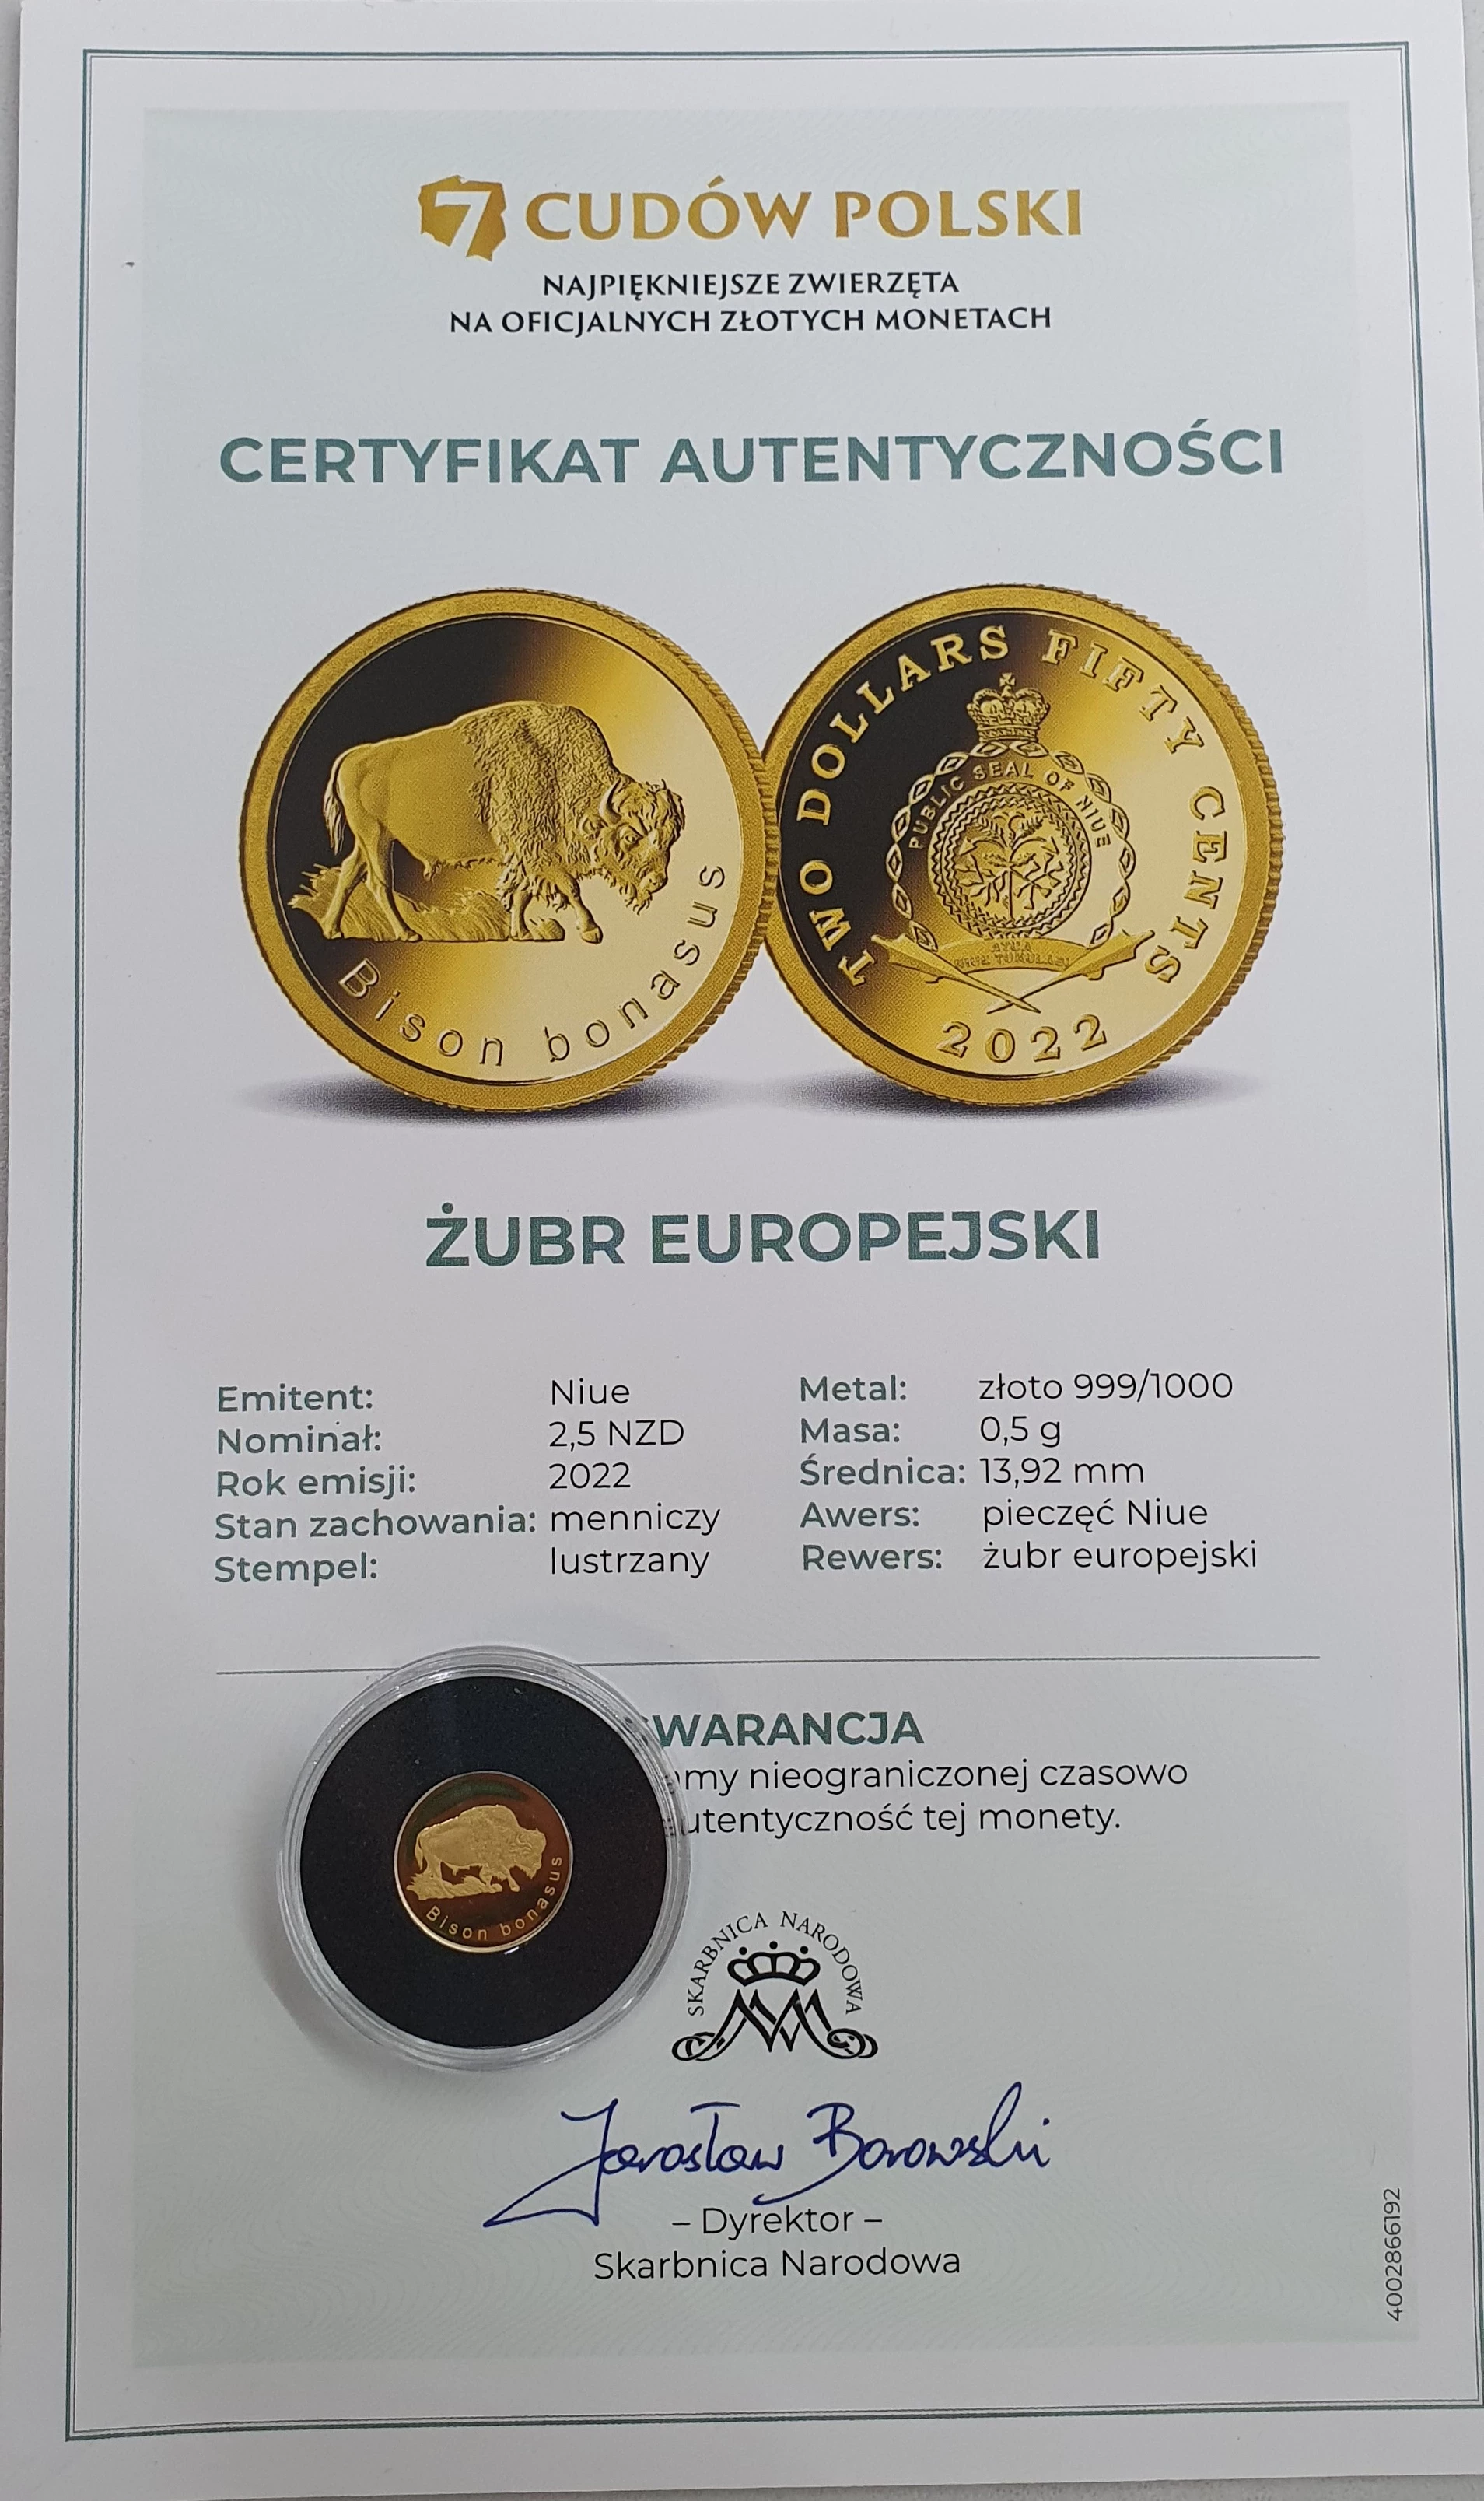 7 CUDÓW POLSKI
NAJPIĘKNIEJSZE ZWIERZĘTA
NA OFICJALNYCH ZŁOTYCH MONETACH
CERTYFIKAT AUTENTYCZNOŚCI
Bison bonasus
TWO DOLLARS FIFTY CENTS
PUBLIC SEAL OF NIUE
2022
ŻUBR EUROPEJSKI
Emitent: Niue
Nominał: 2,5 NZD
Rok emisji: 2022
Stan zachowania: menniczy
Stempel: lustrzany
Metal: złoto 999/1000
Masa: 0,5 g
Średnica: 13,92 mm
Awers: pieczęć Niue
Rewers: żubr europejski
WARANCJA
my nieograniczonej czasowo
utentyczność tej monety.
Bison bonasus
SKARBNICA NARODOWA
Jarosław Borowski
– Dyrektor –
Skarbnica Narodowa
4002866192